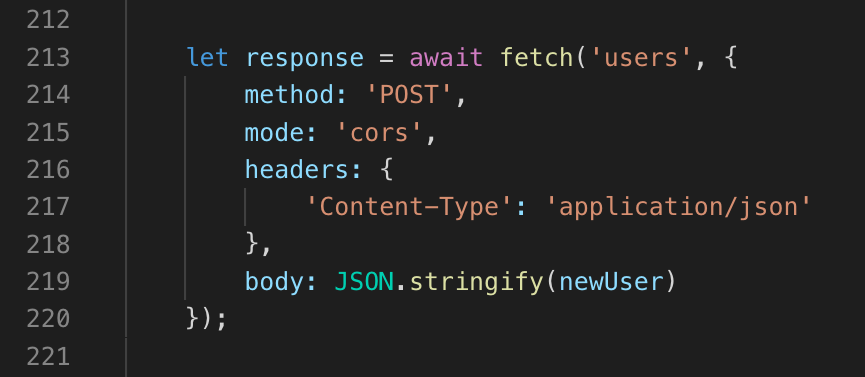 212
213 let response = await fetch('users', {
214 method: 'POST',
215 mode: 'cors',
216 headers: {
217 'Content-Type': 'application/json'
218 },
219 body: JSON.stringify(newUser)
220 });
221